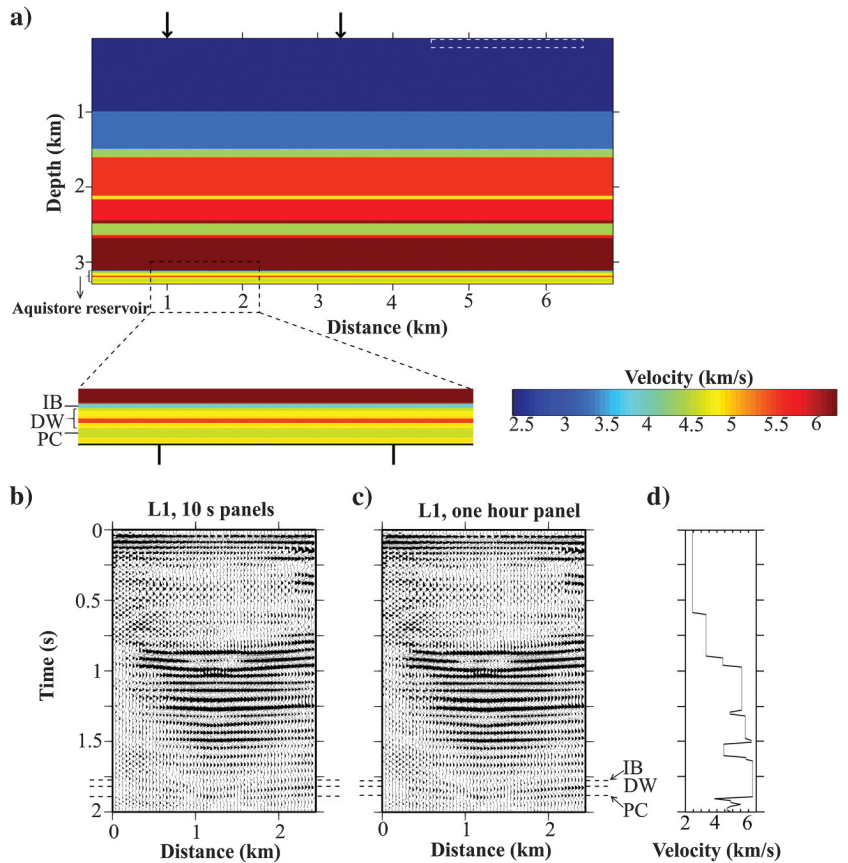 a)
Depth (km)
1
2
3
Aquistore reservoir
1 2 3 4 5 6
Distance (km)
IB
DW
PC
Velocity (km/s)
2.5 3 3.5 4 4.5 5 5.5 6
b)
L1, 10 s panels
c)
L1, one hour panel
d)
Time (s)
0
0.5
1
1.5
2
IB
DW
PC
0 1 2
Distance (km)
0 1 2
Distance (km)
2 4 6
Velocity (km/s)